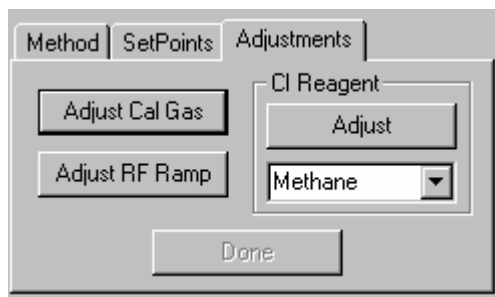 Method SetPoints Adjustments
CI Reagent
Adjust Cal Gas Adjust
Adjust RF Ramp Methane
Done